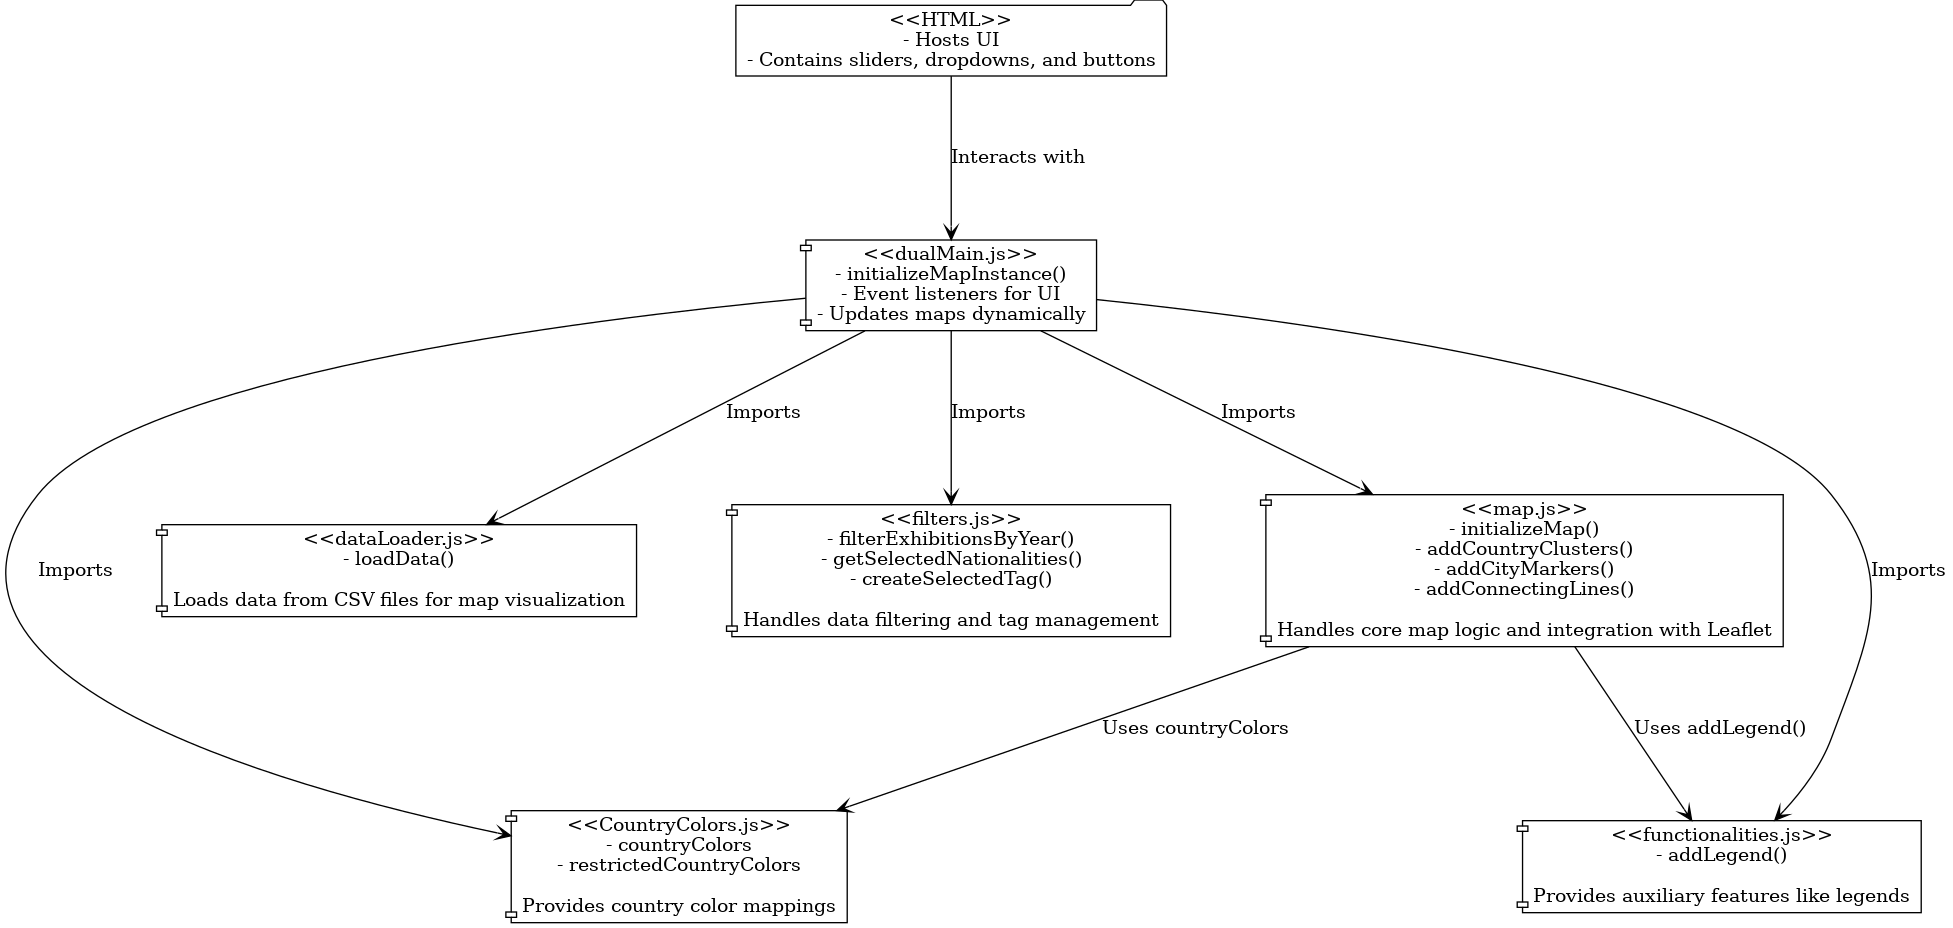 <<HTML>>
- Hosts UI
- Contains sliders, dropdowns, and buttons
Interacts with
<<dualMain.js>>
- initializeMapInstance()
- Event listeners for UI
- Updates maps dynamically
Imports
Imports
Imports
Imports
Imports
<<dataLoader.js>>
- loadData()
Loads data from CSV files for map visualization
<<filters.js>>
- filterExhibitionsByYear()
- getSelectedNationalities()
- createSelectedTag()
Handles data filtering and tag management
<<map.js>>
- initializeMap()
- addCountryClusters()
- addCityMarkers()
- addConnectingLines()
Handles core map logic and integration with Leaflet
Uses countryColors
Uses addLegend()
<<CountryColors.js>>
- countryColors
- restrictedCountryColors
Provides country color mappings
<<functionalities.js>>
- addLegend()
Provides auxiliary features like legends